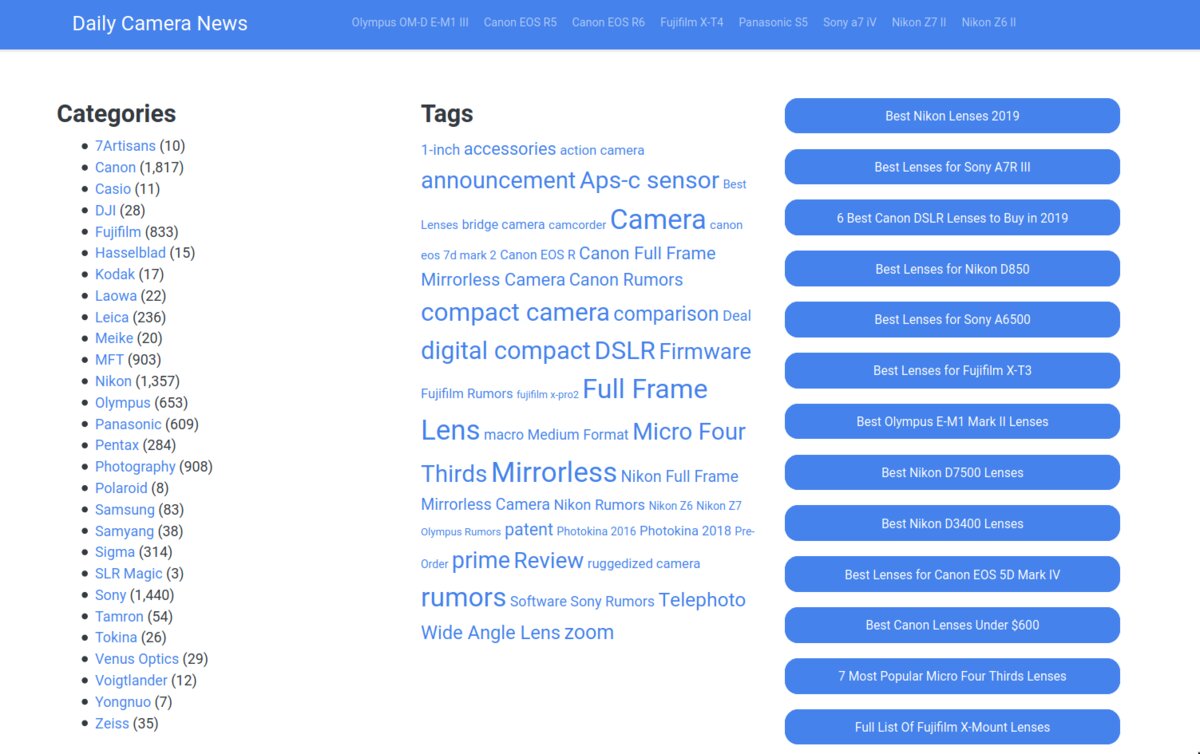 Daily Camera News
Olympus OM-D E-M1 III Canon EOS R5 Canon EOS R6 Fujifilm X-T4 Panasonic S5 Sony a7 iV Nikon Z7 II Nikon Z6 II
Categories
7Artisans (10)
Canon (1,817)
Casio (11)
DJI (28)
Fujifilm (833)
Hasselblad (15)
Kodak (17)
Laowa (22)
Leica (236)
Meike (20)
MFT (903)
Nikon (1,357)
Olympus (653)
Panasonic (609)
Pentax (284)
Photography (908)
Polaroid (8)
Samsung (83)
Samyang (38)
Sigma (314)
SLR Magic (3)
Sony (1,440)
Tamron (54)
Tokina (26)
Venus Optics (29)
Voigtlander (12)
Yongnuo (7)
Zeiss (35)
Tags
1-inch accessories action camera
announcement Aps-c sensor Best
Lenses bridge camera camcorder Camera canon
eos 7d mark 2 Canon EOS R Canon Full Frame
Mirrorless Camera Canon Rumors
compact camera comparison Deal
digital compact DSLR Firmware
Fujifilm Rumors fujifilm x-pro2 Full Frame
Lens macro Medium Format Micro Four
Thirds Mirrorless Nikon Full Frame
Mirrorless Camera Nikon Rumors Nikon Z6 Nikon Z7
Olympus Rumors patent Photokina 2016 Photokina 2018 Pre-
Order prime Review ruggedized camera
rumors Software Sony Rumors Telephoto
Wide Angle Lens zoom
Best Nikon Lenses 2019
Best Lenses for Sony A7R III
6 Best Canon DSLR Lenses to Buy in 2019
Best Lenses for Nikon D850
Best Lenses for Sony A6500
Best Lenses for Fujifilm X-T3
Best Olympus E-M1 Mark II Lenses
Best Nikon D7500 Lenses
Best Nikon D3400 Lenses
Best Lenses for Canon EOS 5D Mark IV
Best Canon Lenses Under $600
7 Most Popular Micro Four Thirds Lenses
Full List Of Fujifilm X-Mount Lenses